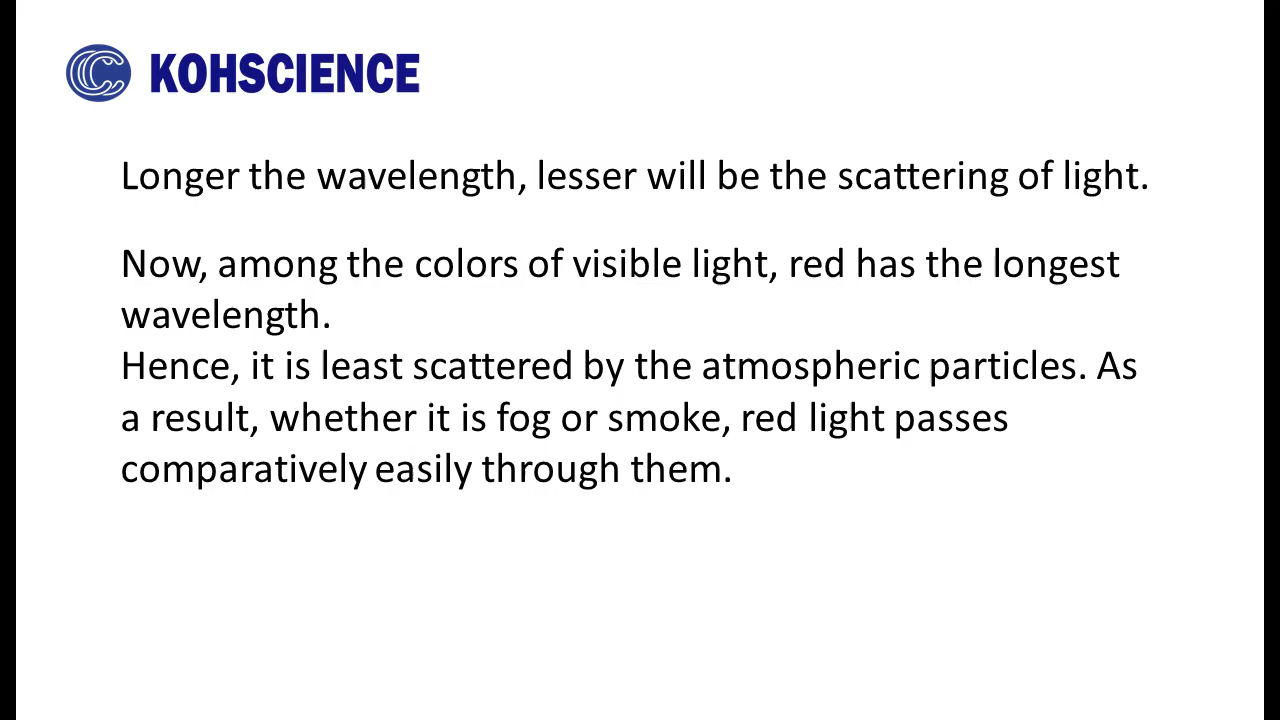 KOHSCIENCE
Longer the wavelength, lesser will be the scattering of light.
Now, among the colors of visible light, red has the longest
wavelength.
Hence, it is least scattered by the atmospheric particles. As
a result, whether it is fog or smoke, red light passes
comparatively easily through them.